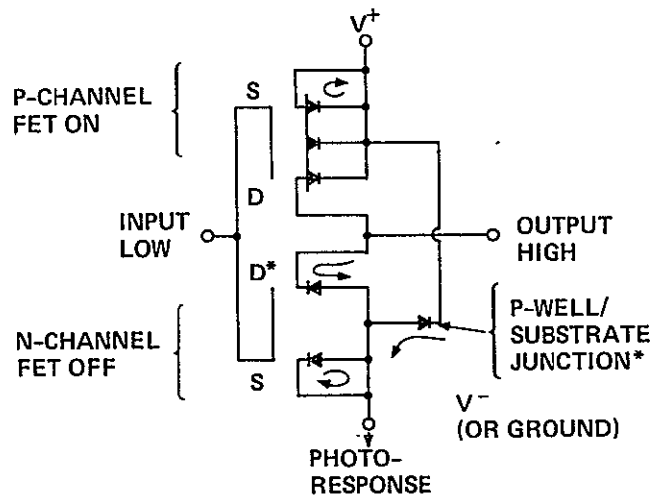 V+
P-CHANNEL
FET ON
S
D
INPUT
LOW
OUTPUT
HIGH
D*
N-CHANNEL
FET OFF
S
P-WELL/
SUBSTRATE
JUNCTION*
V-
(OR GROUND)
PHOTO-
RESPONSE